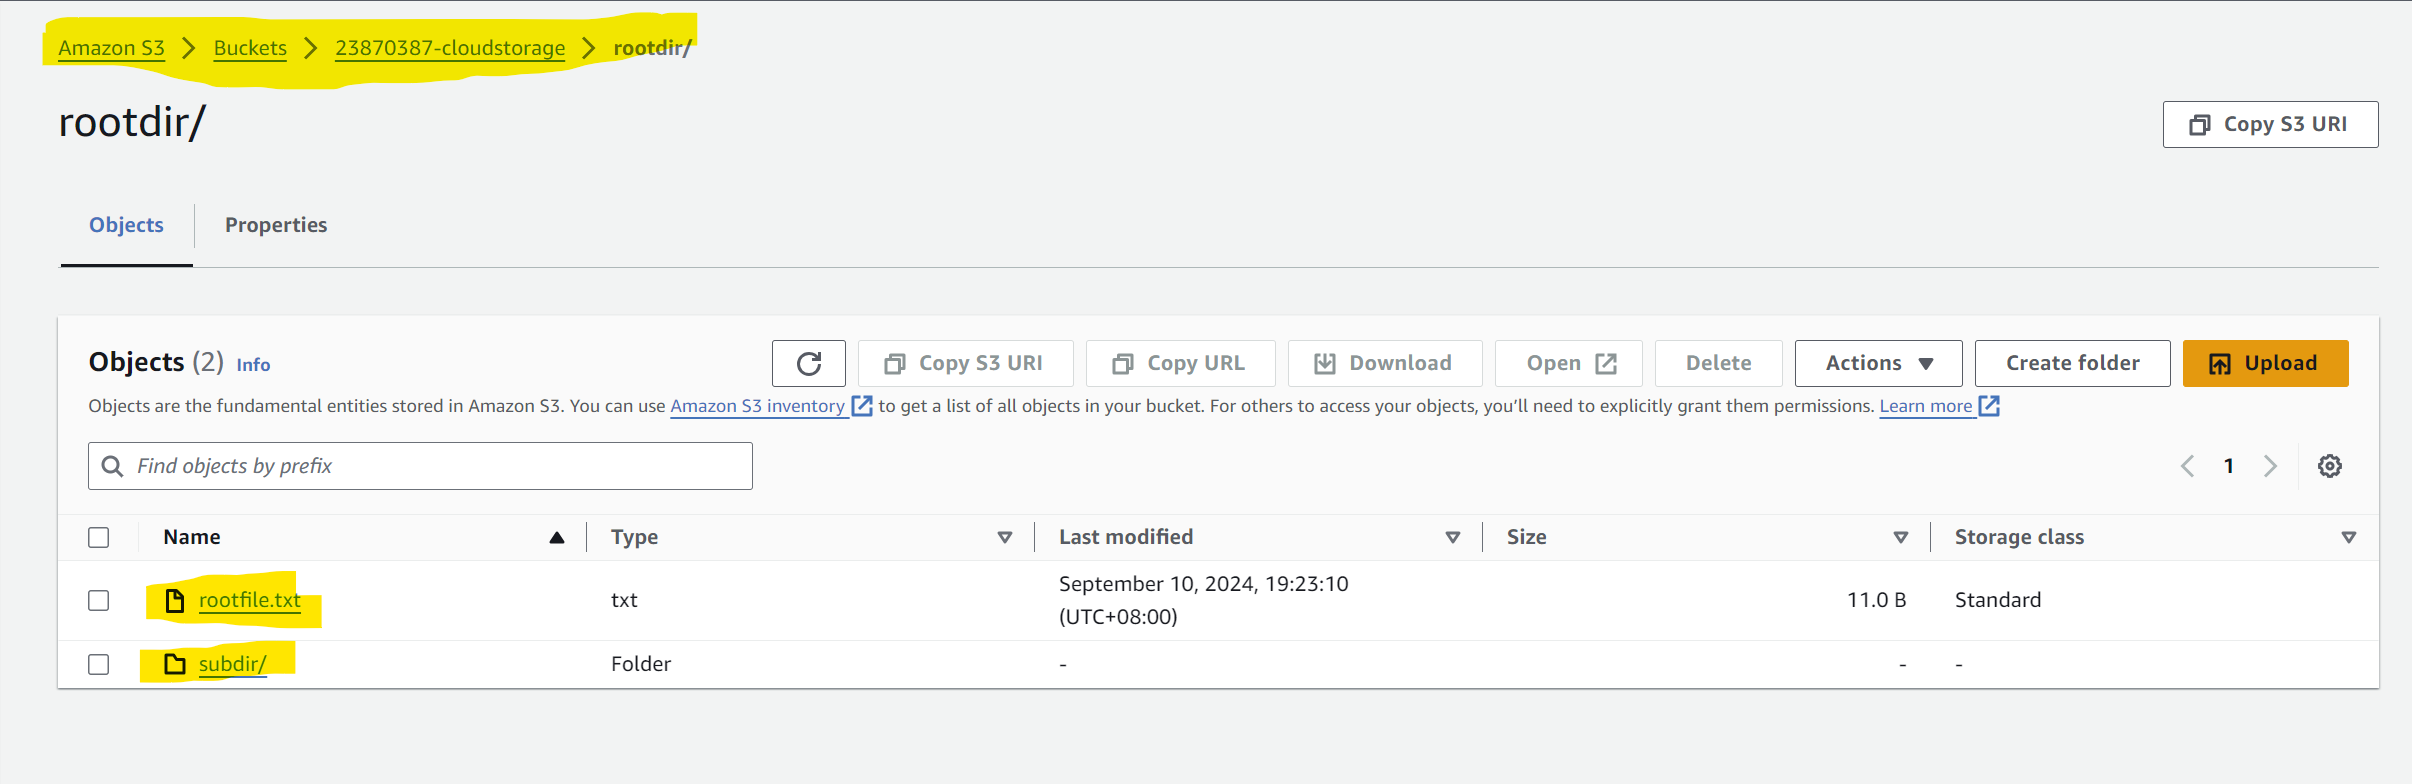 Amazon S3 > Buckets > 23870387-cloudstorage > rootdir/
rootdir/
Copy S3 URI
Objects Properties
Objects (2) Info
Copy S3 URI Copy URL Download Open Delete Actions Create folder Upload
Objects are the fundamental entities stored in Amazon S3. You can use Amazon S3 inventory to get a list of all objects in your bucket. For others to access your objects, you’ll need to explicitly grant them permissions. Learn more
Find objects by prefix
1
Name Type Last modified Size Storage class
rootfile.txt txt September 10, 2024, 19:23:10 (UTC+08:00) 11.0 B Standard
subdir/ Folder - - -